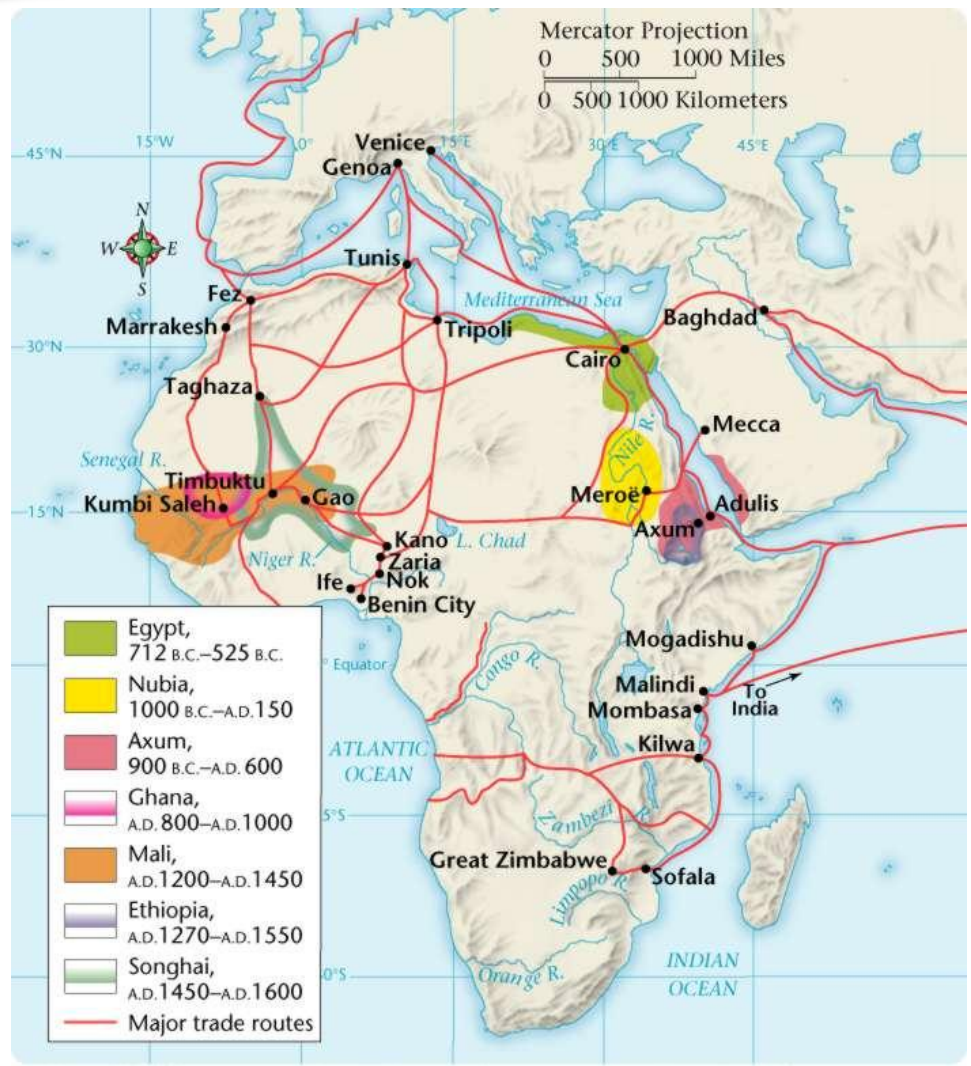 Mercator Projection
0 500 1000 Miles
0 500 1000 Kilometers
15°W 0° 15°E 30°E 45°E
45°N
Venice
Genoa
N
W E
S
Tunis
Fez
Mediterranean Sea
Marrakesh
Tripoli
Baghdad
30°N
Cairo
Taghaza
Mecca
Nile R.
Senegal R.
Timbuktu
Kumbi Saleh
Gao
Meroë
Adulis
15°N
Axum
Kano
L. Chad
Niger R.
Zaria
Ife
Nok
Benin City
Mogadishu
Equator
Congo R.
Malindi
To
India
Mombasa
Kilwa
ATLANTIC
OCEAN
Zambezi R.
Great Zimbabwe
Sofala
Limpopo R.
Orange R.
INDIAN
OCEAN
Egypt,
712 B.C.–525 B.C.
Nubia,
1000 B.C.–A.D. 150
Axum,
900 B.C.–A.D. 600
Ghana,
A.D. 800–A.D. 1000
Mali,
A.D. 1200–A.D. 1450
Ethiopia,
A.D. 1270–A.D. 1550
Songhai,
A.D. 1450–A.D. 1600
Major trade routes